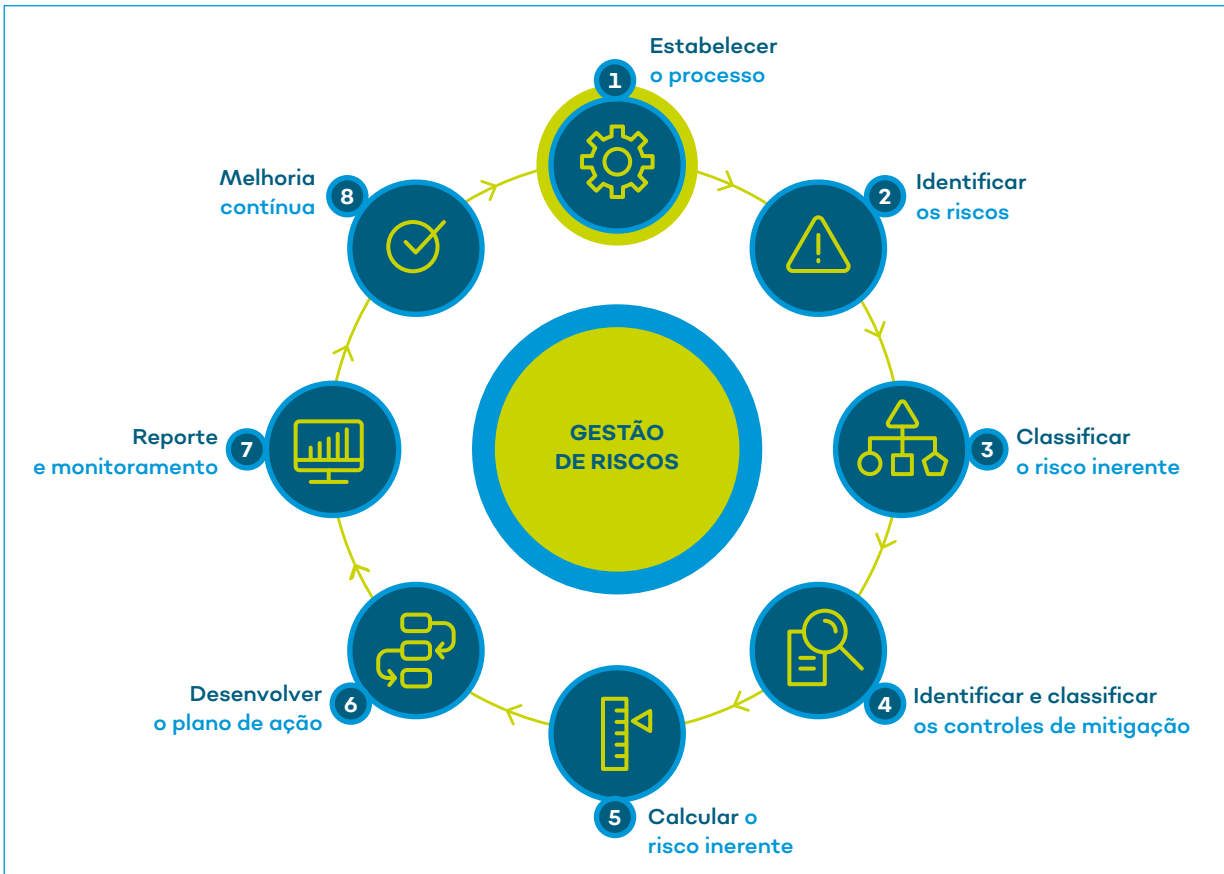 1
Estabelecer
o processo
2
Identificar
os riscos
3
Classificar
o risco inerente
4
Identificar e classificar
os controles de mitigação
5
Calcular o
risco inerente
6
Desenvolver
o plano de ação
7
Reporte
e monitoramento
8
Melhoria
contínua
GESTÃO
DE RISCOS